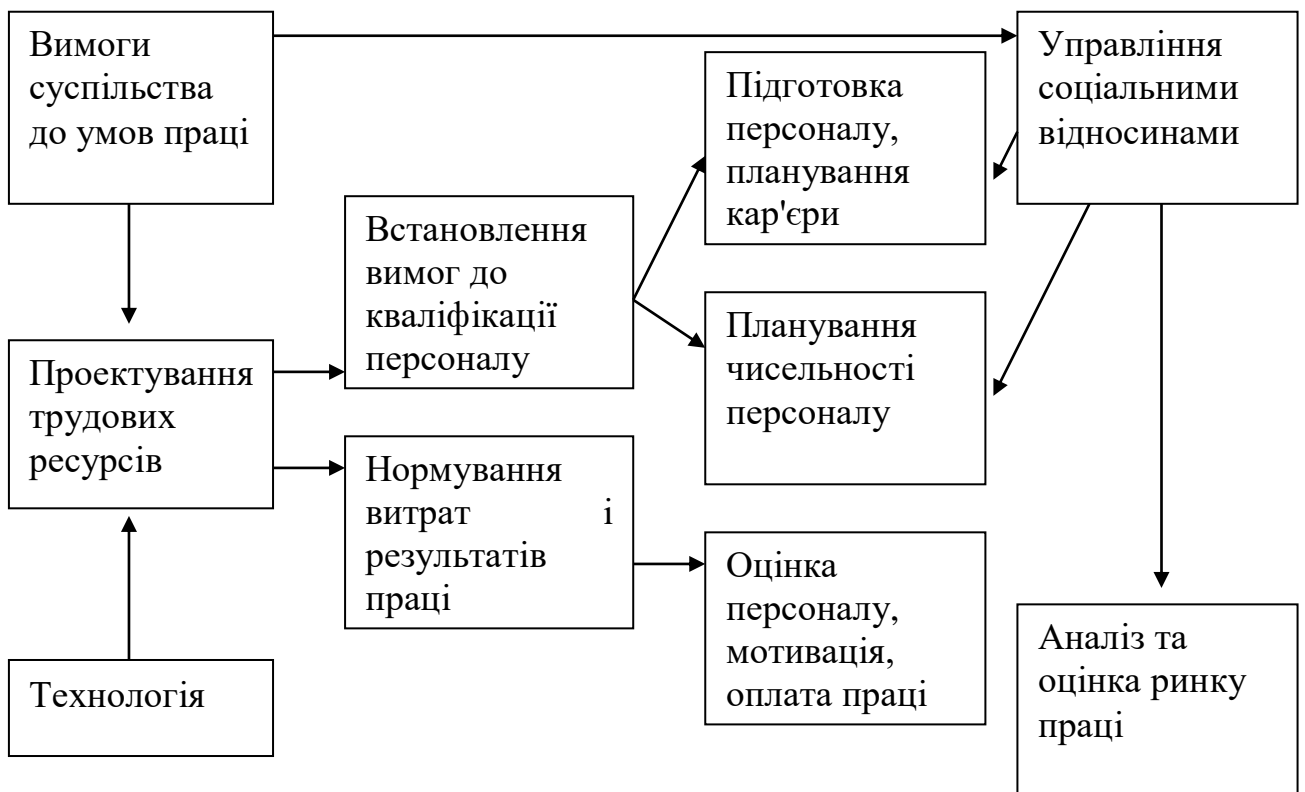 Вимоги
суспільства
до умов праці
Управління
соціальними
відносинами
Підготовка
персоналу,
планування
кар'єри
Встановлення
вимог до
кваліфікації
персоналу
Планування
чисельності
персоналу
Проектування
трудових
ресурсів
Нормування
витрат і
результатів
праці
Оцінка
персоналу,
мотивація,
оплата праці
Аналіз та
оцінка ринку
праці
Технологія